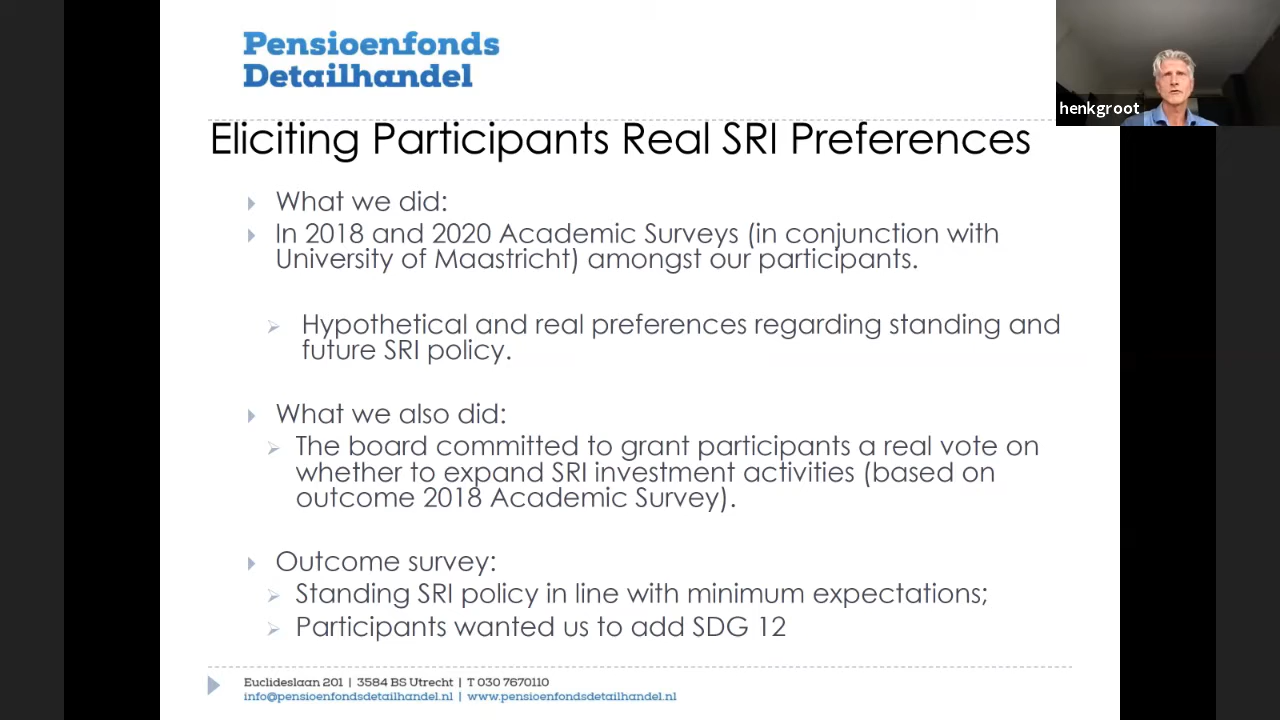 Pensioenfonds
Detailhandel
henkgroot
Eliciting Participants Real SRI Preferences
What we did:
In 2018 and 2020 Academic Surveys (in conjunction with
University of Maastricht) amongst our participants.
Hypothetical and real preferences regarding standing and
future SRI policy.
What we also did:
The board committed to grant participants a real vote on
whether to expand SRI investment activities (based on
outcome 2018 Academic Survey).
Outcome survey:
Standing SRI policy in line with minimum expectations;
Participants wanted us to add SDG 12
Euclideslaan 201 | 3584 BS Utrecht | T 030 7670110
info@pensioenfondsdetailhandel.nl | www.pensioenfondsdetailhandel.nl